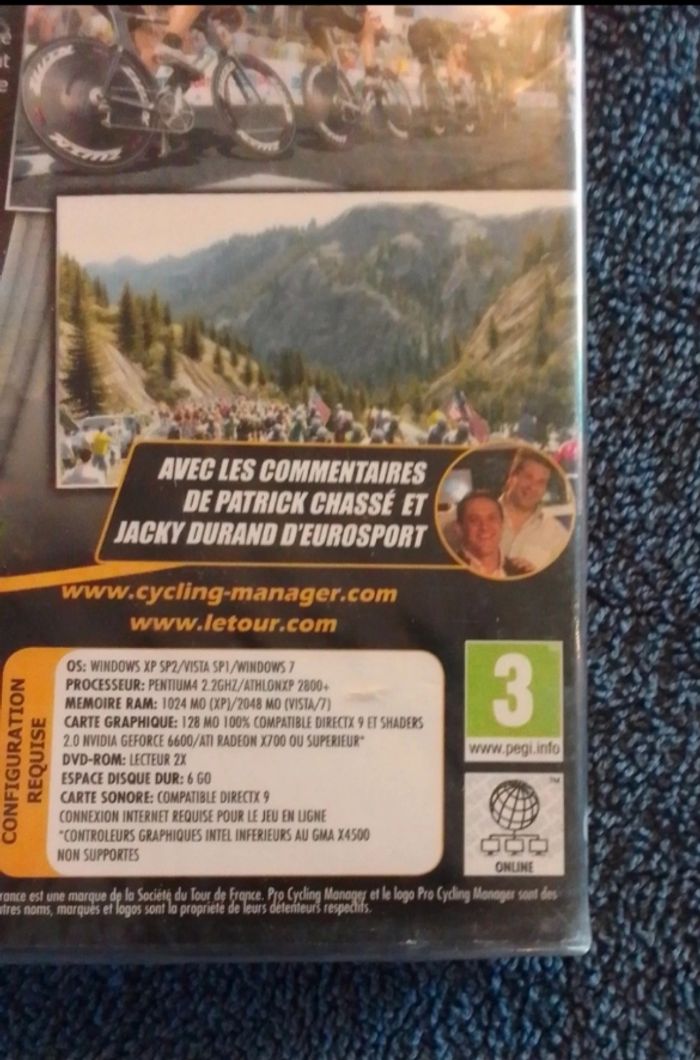 ZIPP
AVEC LES COMMENTAIRES
DE PATRICK CHASSÉ ET
JACKY DURAND D'EUROSPORT
www.cycling-manager.com
www.letour.com
CONFIGURATION
REQUISE
OS: WINDOWS XP SP2/VISTA SP1/WINDOWS 7
PROCESSEUR: PENTIUM4 2.2GHZ/ATHLONXP 2800+
MEMOIRE RAM: 1024 MO (XP)/2048 MO (VISTA/7)
CARTE GRAPHIQUE: 128 MO 100% COMPATIBLE DIRECTX 9 ET SHADERS
2.0 NVIDIA GEFORCE 6600/ATI RADEON X700 OU SUPERIEUR*
DVD-ROM: LECTEUR 2X
ESPACE DISQUE DUR: 6 GO
CARTE SONORE: COMPATIBLE DIRECTX 9
CONNEXION INTERNET REQUISE POUR LE JEU EN LIGNE
*CONTROLEURS GRAPHIQUES INTEL INFERIEURS AU GMA X4500
NON SUPPORTES
3
www.pegi.info
TM
ONLINE
rance est une marque de la Société du Tour de France. Pro Cycling Manager et le logo Pro Cycling Manager sont des
utres noms, marques et logos sont la propriété de leurs détenteurs respectifs.